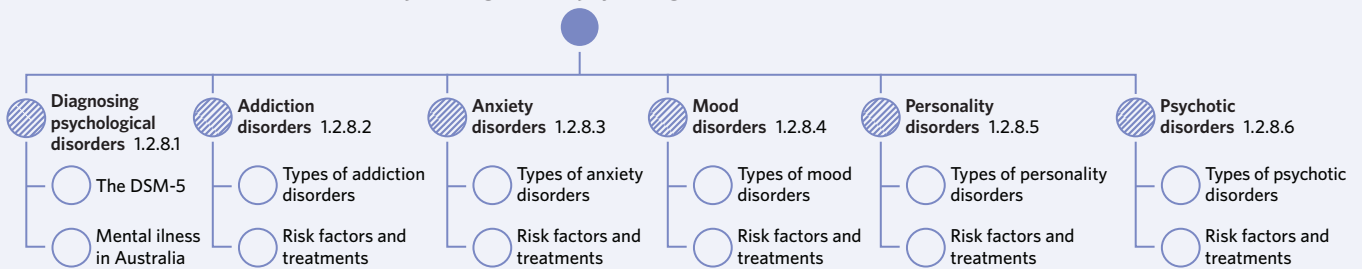 Diagnosing
psychological
disorders 1.2.8.1
The DSM-5
Mental ilness
in Australia
Addiction
disorders 1.2.8.2
Types of addiction
disorders
Risk factors and
treatments
Anxiety
disorders 1.2.8.3
Types of anxiety
disorders
Risk factors and
treatments
Mood
disorders 1.2.8.4
Types of mood
disorders
Risk factors and
treatments
Personality
disorders 1.2.8.5
Types of personality
disorders
Risk factors and
treatments
Psychotic
disorders 1.2.8.6
Types of psychotic
disorders
Risk factors and
treatments